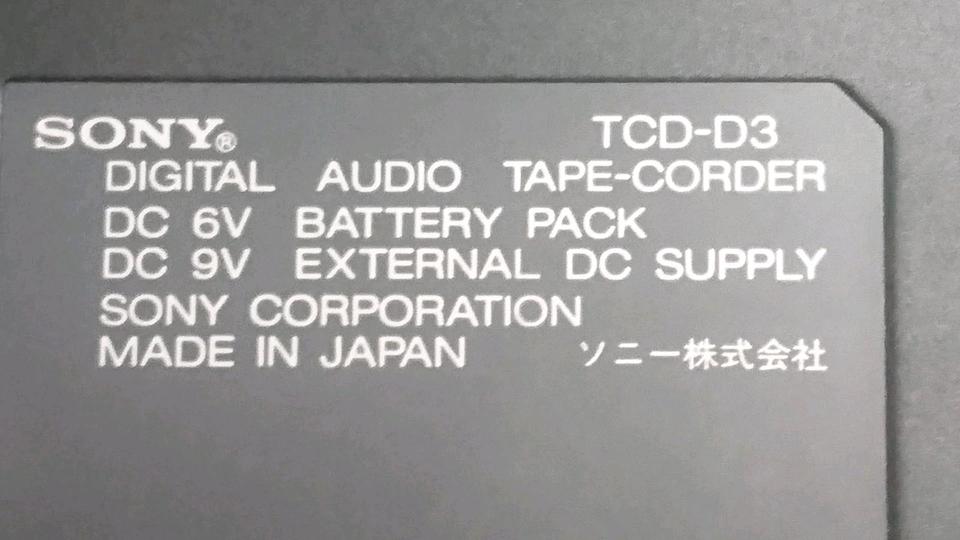 SONY® TCD-D3
DIGITAL AUDIO TAPE-CORDER
DC 6V BATTERY PACK
DC 9V EXTERNAL DC SUPPLY
SONY CORPORATION
MADE IN JAPAN ソニー株式会社